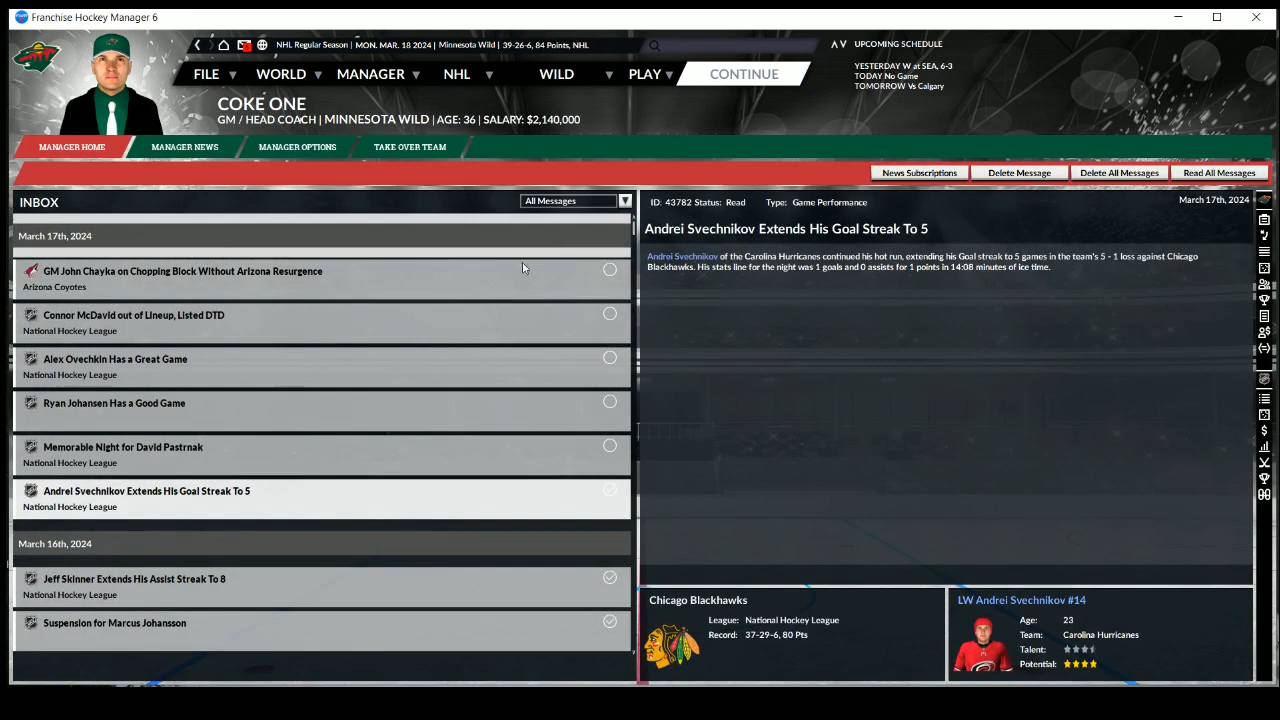 Franchise Hockey Manager 6
NHL Regular Season | MON. MAR. 18 2024 | Minnesota Wild | 39-26-6, 84 Points, NHL
UPCOMING SCHEDULE
YESTERDAY W at SEA, 6-3
TODAY No Game
TOMORROW Vs Calgary
FILE WORLD MANAGER NHL WILD PLAY CONTINUE
COKE ONE
GM / HEAD COACH | MINNESOTA WILD | AGE: 36 | SALARY: $2,140,000
MANAGER HOME MANAGER NEWS MANAGER OPTIONS TAKE OVER TEAM
News Subscriptions Delete Message Delete All Messages Read All Messages
INBOX All Messages
March 17th, 2024
GM John Chayka on Chopping Block Without Arizona Resurgence
Arizona Coyotes
Connor McDavid out of Lineup, Listed DTD
National Hockey League
Alex Ovechkin Has a Great Game
National Hockey League
Ryan Johansen Has a Good Game
Memorable Night for David Pastrnak
National Hockey League
Andrei Svechnikov Extends His Goal Streak To 5
National Hockey League
March 16th, 2024
Jeff Skinner Extends His Assist Streak To 8
National Hockey League
Suspension for Marcus Johansson
ID: 43782 Status: Read Type: Game Performance March 17th, 2024
Andrei Svechnikov Extends His Goal Streak To 5
Andrei Svechnikov of the Carolina Hurricanes continued his hot run, extending his Goal streak to 5 games in the team's 5 - 1 loss against Chicago
Blackhawks. His stats line for the night was 1 goals and 0 assists for 1 points in 14:08 minutes of ice time.
Chicago Blackhawks
League: National Hockey League
Record: 37-29-6, 80 Pts
LW Andrei Svechnikov #14
Age: 23
Team: Carolina Hurricanes
Talent:
Potential: